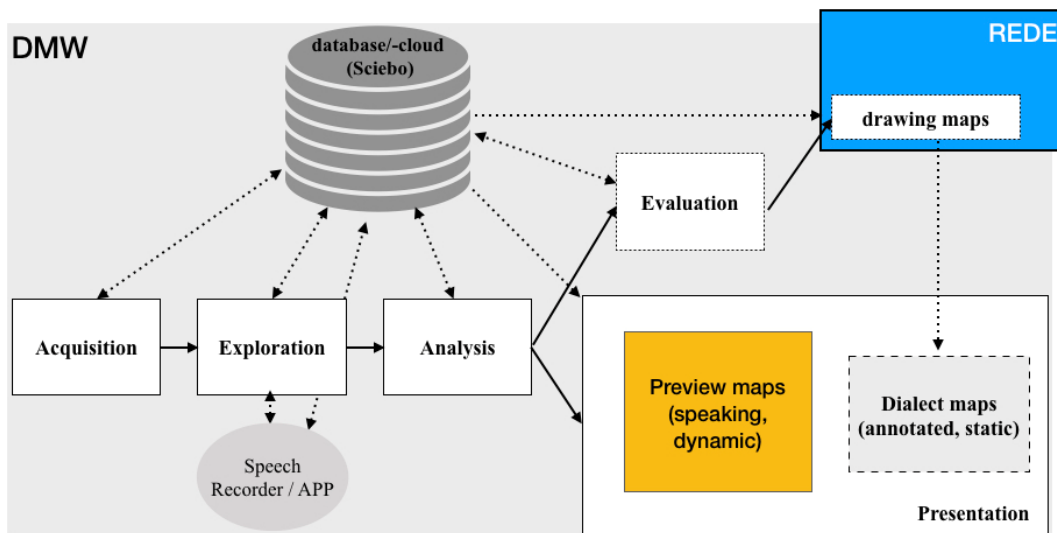 DMW
database/-cloud
(Sciebo)
REDE
drawing maps
Evaluation
Acquisition
Exploration
Analysis
Speech
Recorder / APP
Preview maps
(speaking,
dynamic)
Dialect maps
(annotated, static)
Presentation